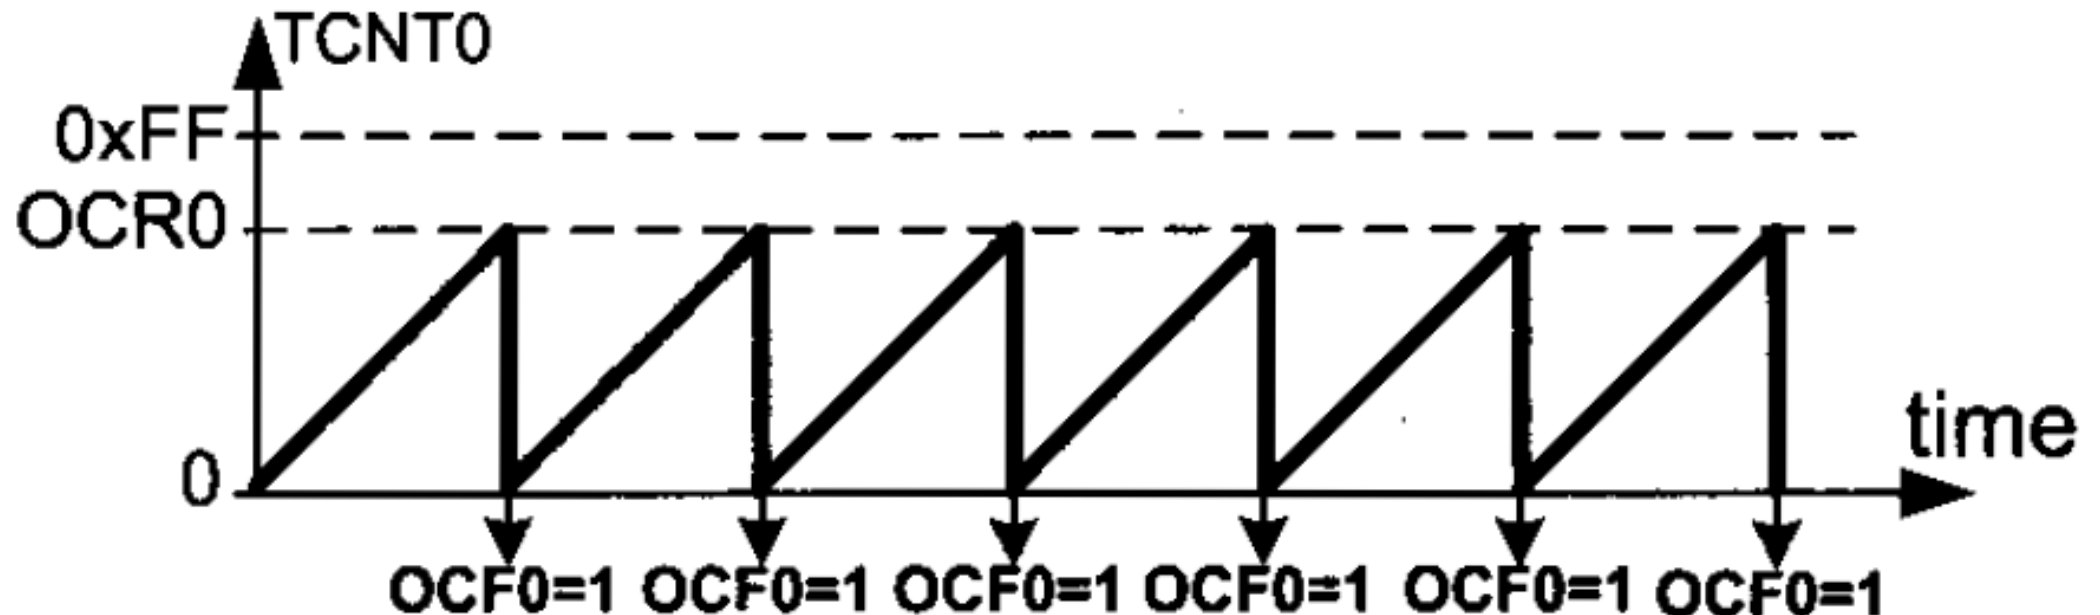 TCNT0
0xFF
OCR0
0
time
OCF0=1 OCF0=1 OCF0=1 OCF0=1 OCF0=1 OCF0=1